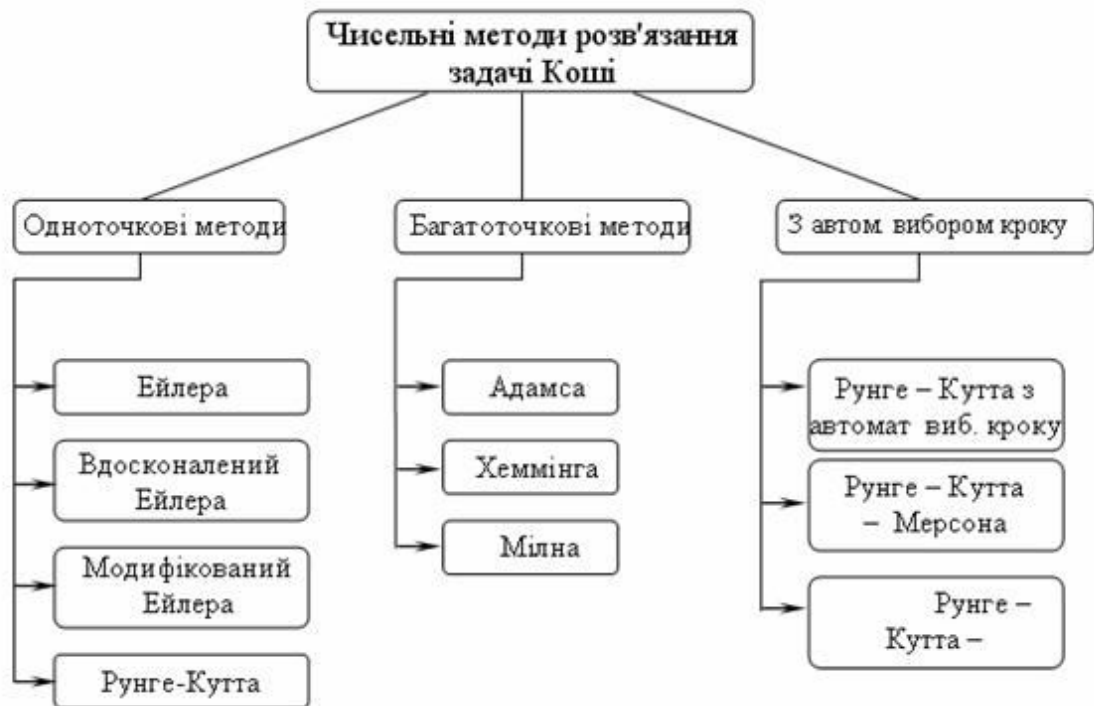 Чисельні методи розв'язання
задачі Коші
Одноточкові методи
Ейлера
Вдосконалений
Ейлера
Модифікований
Ейлера
Рунге-Кутта
Багатоточкові методи
Адамса
Хеммінга
Мілна
З автом. вибором кроку
Рунге – Кутта з
автомат виб. кроку
Рунге – Кутта
– Мерсона
Рунге –
Кутта –